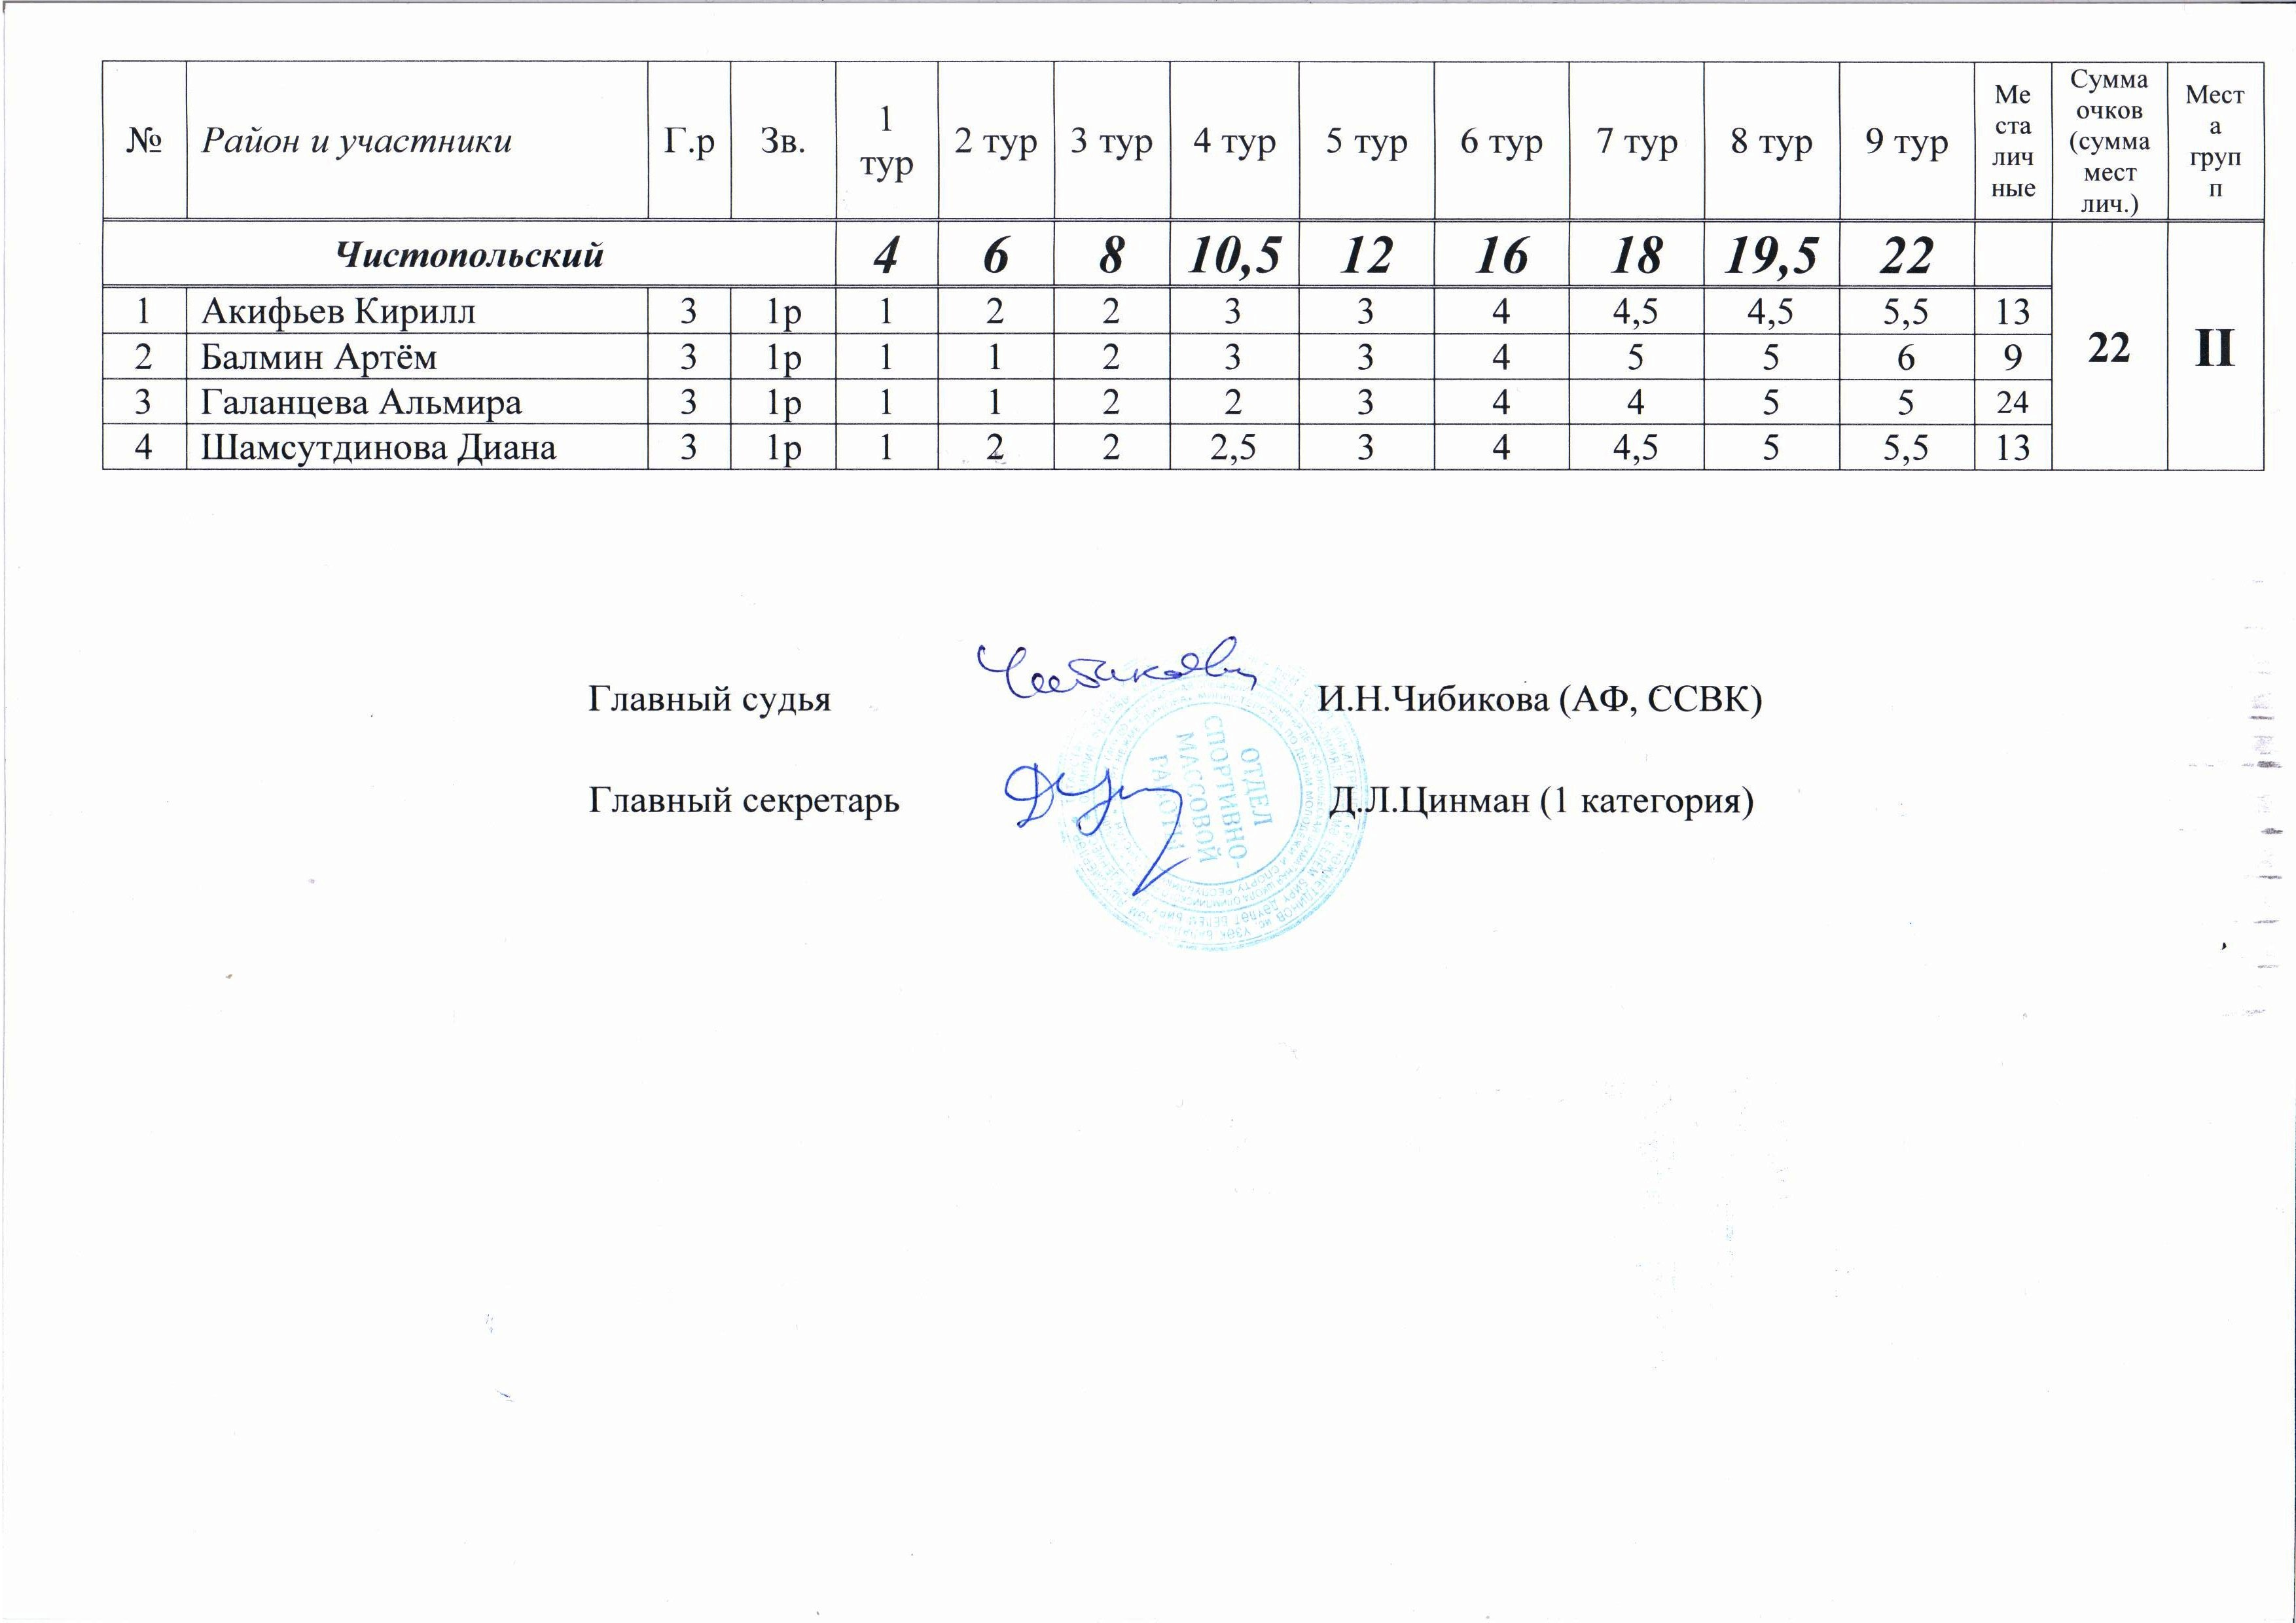 № Район и участники Г.р Зв. 1 тур 2 тур 3 тур 4 тур 5 тур 6 тур 7 тур 8 тур 9 тур Ме ста лич ные Сумма очков (сумма мест лич.) Мест а груп п
Чистопольский 4 6 8 10,5 12 16 18 19,5 22 22 II
1 Акифьев Кирилл 3 1р 1 2 2 3 3 4 4,5 4,5 5,5 13
2 Балмин Артём 3 1р 1 1 2 3 3 4 5 5 6 9
3 Галанцева Альмира 3 1р 1 1 2 2 3 4 4 5 5 24
4 Шамсутдинова Диана 3 1р 1 2 2 2,5 3 4 4,5 5 5,5 13
Главный судья И.Н.Чибикова (АФ, ССВК)
Главный секретарь Д.Л.Цинман (1 категория)
ОТДЕЛ
СПОРТИВНО-
МАССОВОЙ
РАБОТЫ